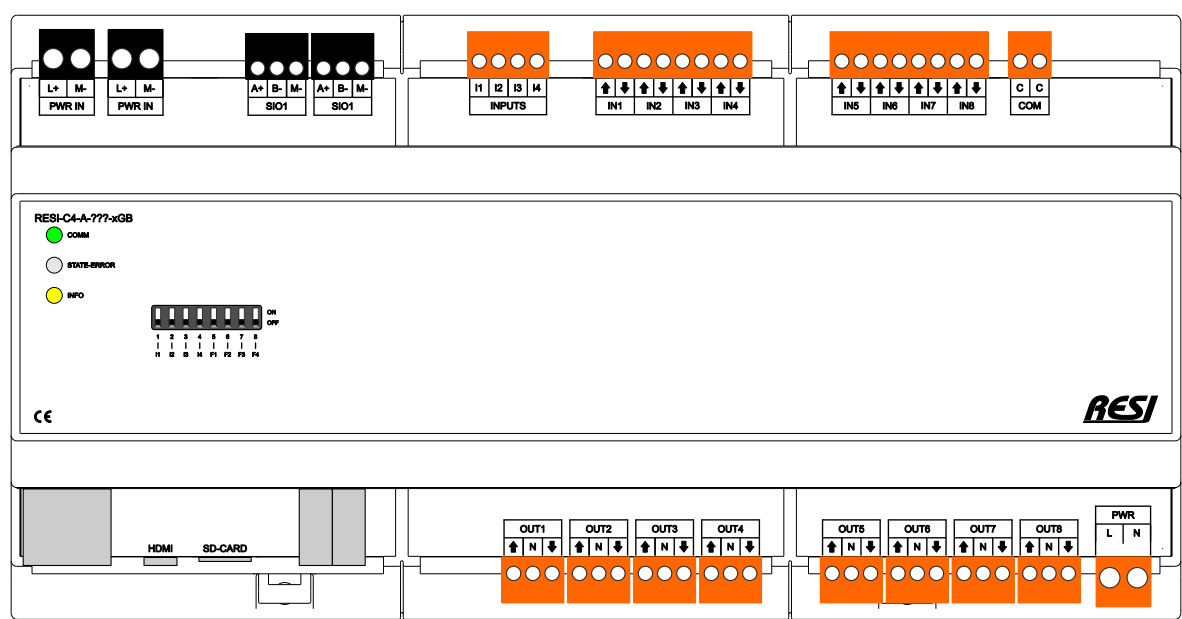 L+ M- L+ M- A+ B- M- A+ B- M- I1 I2 I3 I4 C C
PWR IN PWR IN SIO1 SIO1 INPUTS IN1 IN2 IN3 IN4 IN5 IN6 IN7 IN8 COM
RESI-C4-A-???-xGB
COMM
STATE-ERROR
INFO
ON
OFF
1 2 3 4 5 6 7 8
I1 I2 I3 I4 F1 F2 F3 F4
CE
RESI
PWR
L N
OUT1 OUT2 OUT3 OUT4 OUT5 OUT6 OUT7 OUT8
N N N N N N N N
HDMI SD-CARD